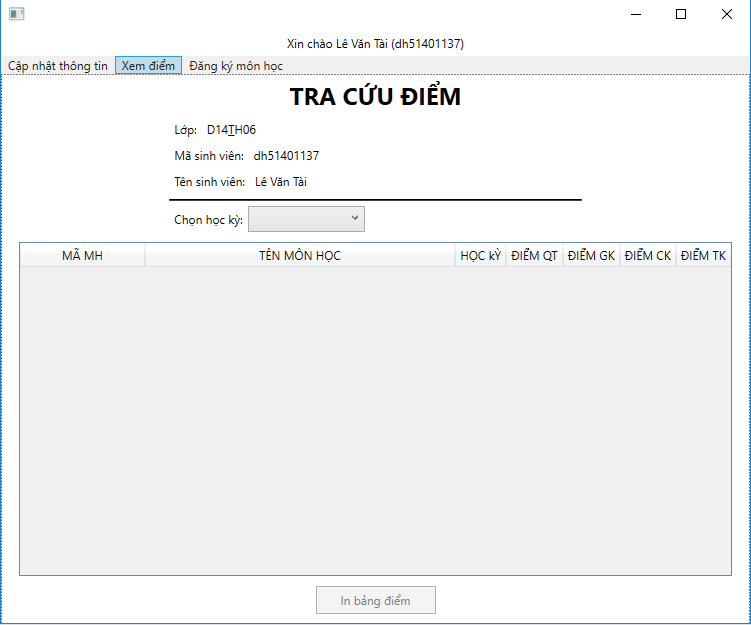 Xin chào Lê Văn Tài (dh51401137)
Cập nhật thông tin Xem điểm Đăng ký môn học
TRA CỨU ĐIỂM
Lớp: D14TH06
Mã sinh viên: dh51401137
Tên sinh viên: Lê Văn Tài
Chọn học kỳ:
MÃ MH TÊN MÔN HỌC HỌC kỲ ĐIỂM QT ĐIỂM GK ĐIỂM CK ĐIỂM TK
In bảng điểm